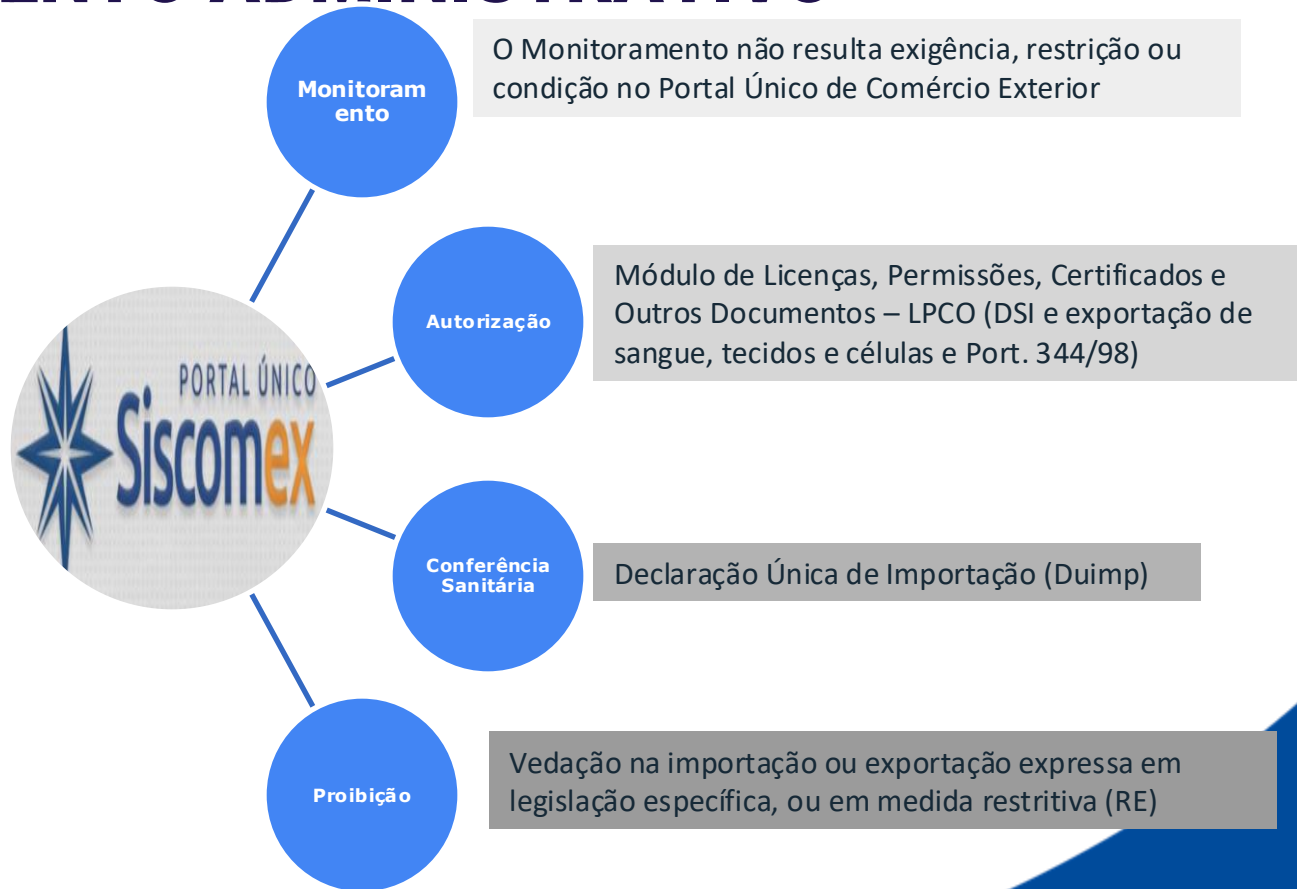 ENTO ADMINISTRATIVO
Monitoram
ento
O Monitoramento não resulta exigência, restrição ou
condição no Portal Único de Comércio Exterior
Autorização
Módulo de Licenças, Permissões, Certificados e
Outros Documentos – LPCO (DSI e exportação de
sangue, tecidos e células e Port. 344/98)
PORTAL ÚNICO
Siscomex
Conferência
Sanitária
Declaração Única de Importação (Duimp)
Proibição
Vedação na importação ou exportação expressa em
legislação específica, ou em medida restritiva (RE)